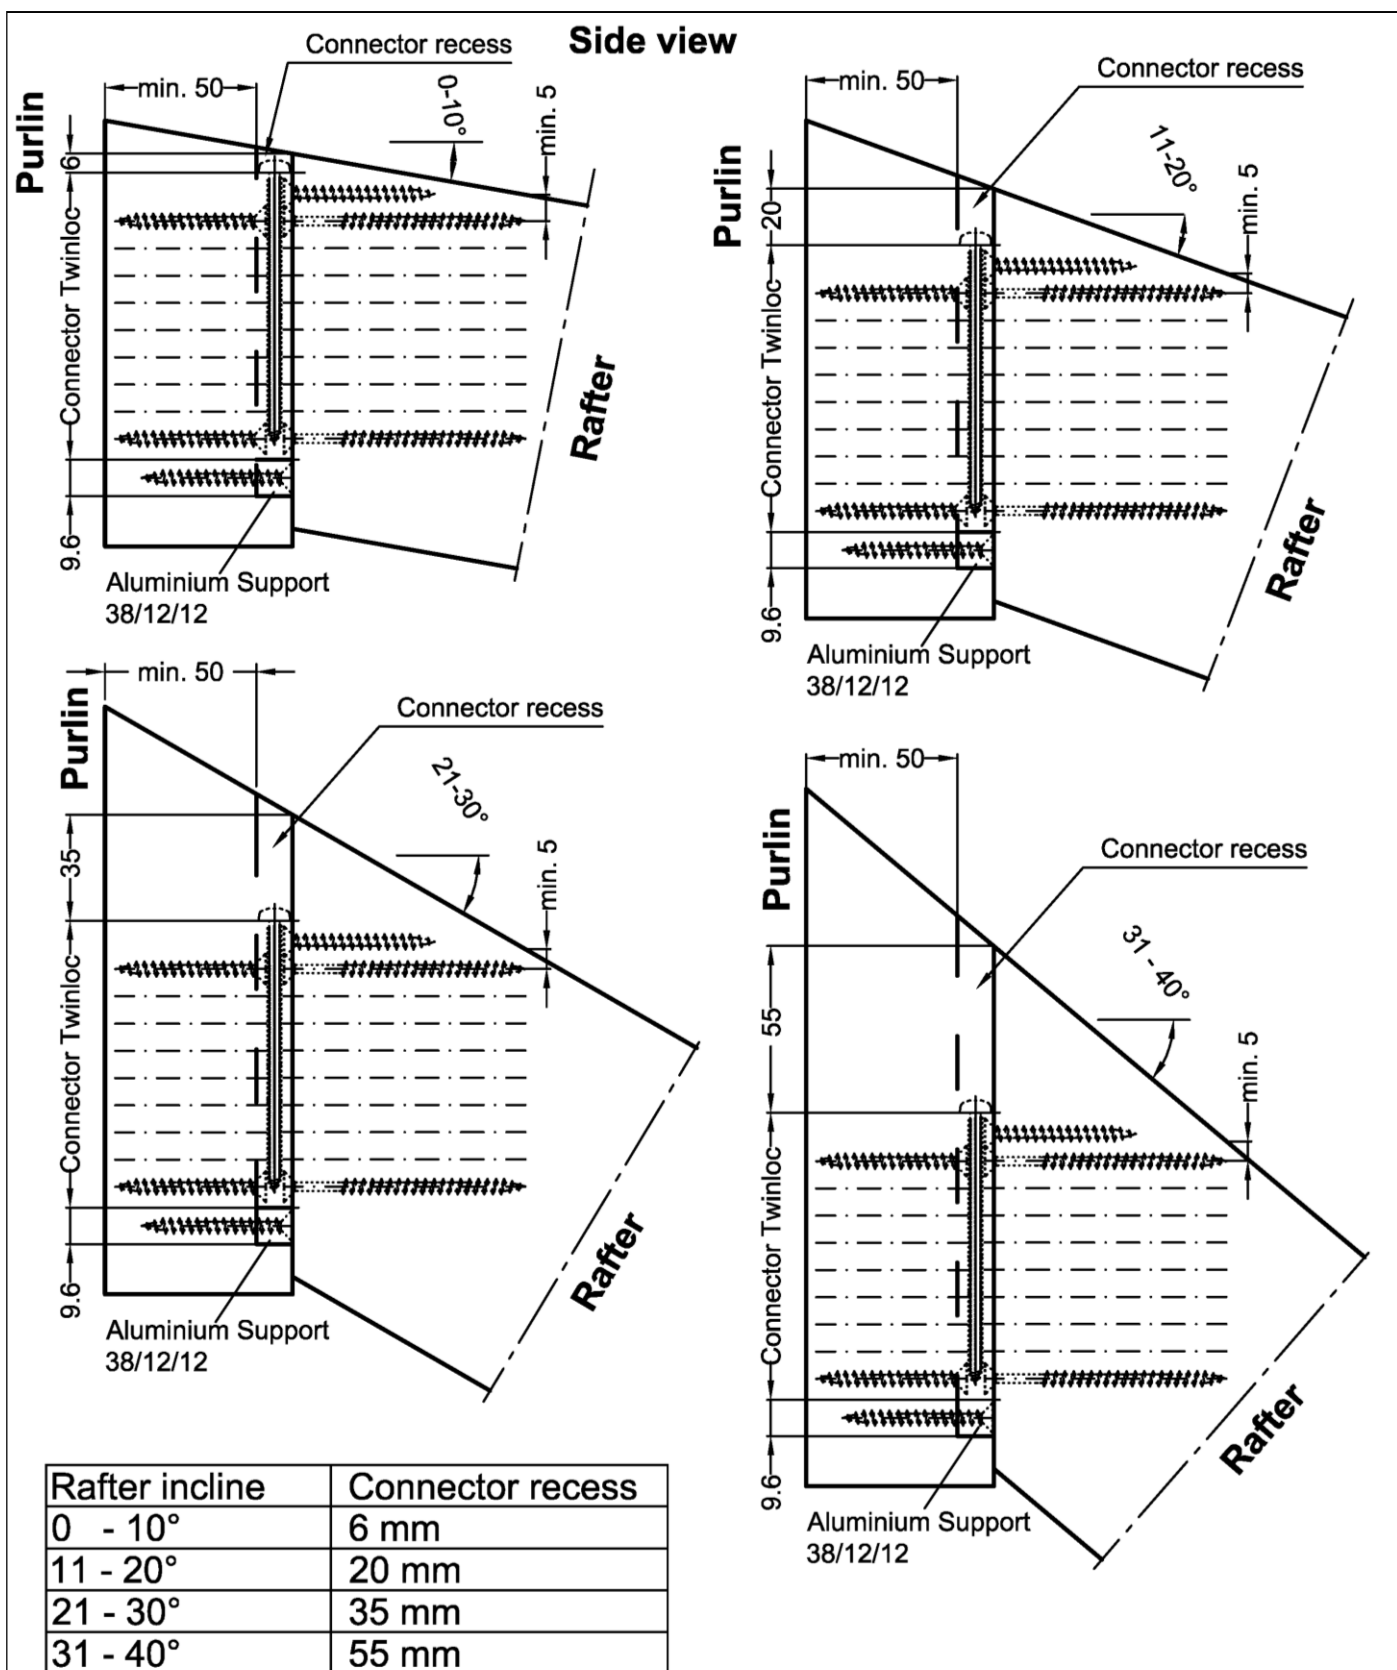 Side view
Connector recess
min. 50
0-10°
min. 5
Purlin
6
Connector Twinloc
9.6
Rafter
Aluminium Support
38/12/12
Connector recess
min. 50
11-20°
min. 5
Purlin
20
Connector Twinloc
9.6
Rafter
Aluminium Support
38/12/12
min. 50
Connector recess
21-30°
min. 5
Purlin
35
Connector Twinloc
9.6
Rafter
Aluminium Support
38/12/12
min. 50
Connector recess
31 - 40°
min. 5
Purlin
55
Connector Twinloc
9.6
Rafter
Aluminium Support
38/12/12
Rafter incline Connector recess
0 - 10° 6 mm
11 - 20° 20 mm
21 - 30° 35 mm
31 - 40° 55 mm